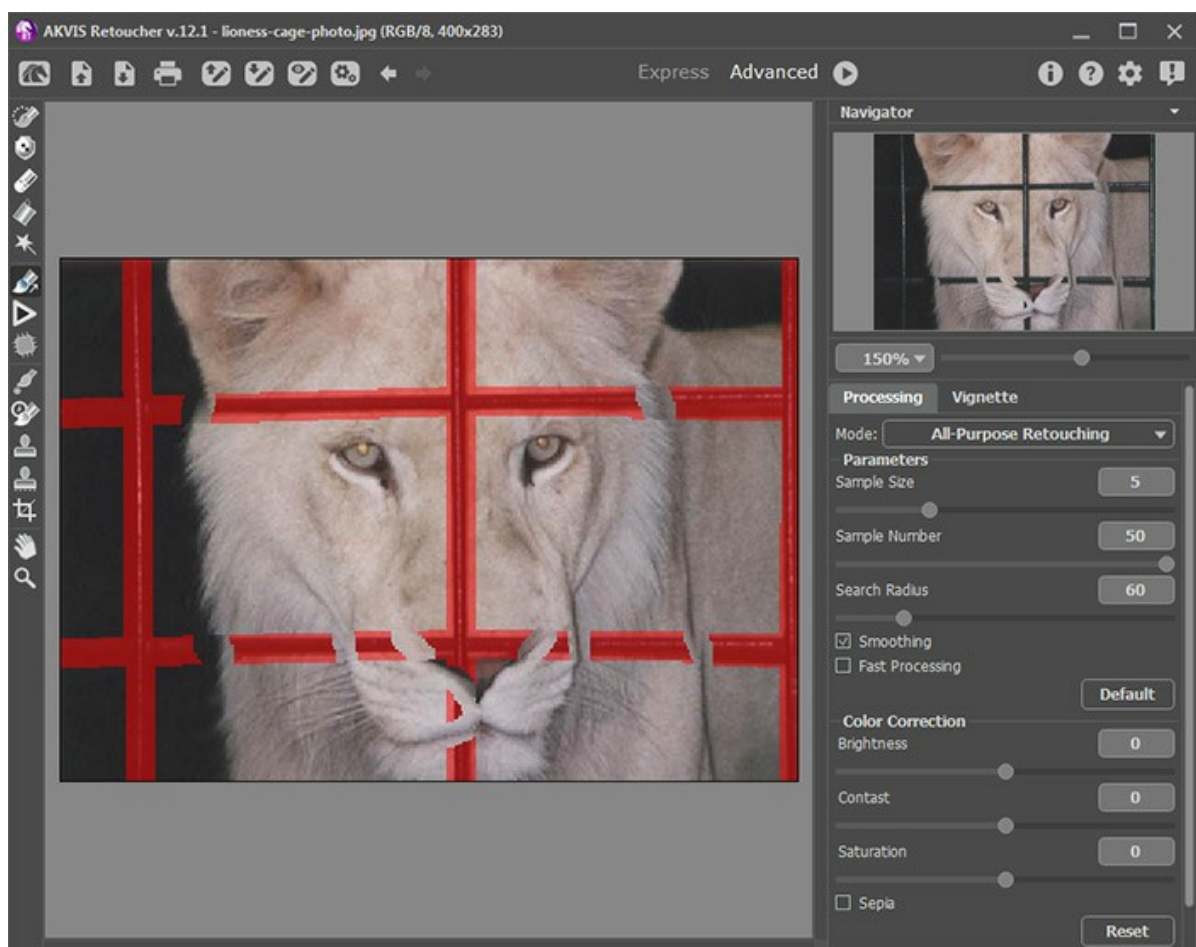 AKVIS Retoucher v.12.1 - lioness-cage-photo.jpg (RGB/8, 400x283)
Express Advanced
Navigator
150%
Processing Vignette
Mode: All-Purpose Retouching
Parameters
Sample Size 5
Sample Number 50
Search Radius 60
Smoothing
Fast Processing
Default
Color Correction
Brightness 0
Contast 0
Saturation 0
Sepia
Reset